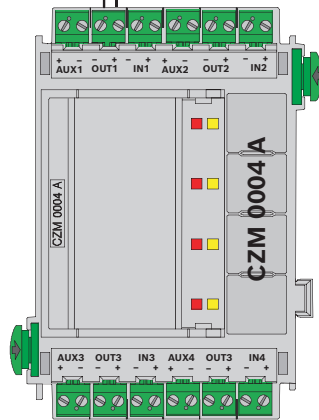 + − − + − + + − − + − +
AUX1 OUT1 IN1 AUX2 OUT2 IN2
CZM 0004 A
CZM 0004 A
AUX3 OUT3 IN3 AUX4 OUT3 IN4
+ − − + − + + − − + − +